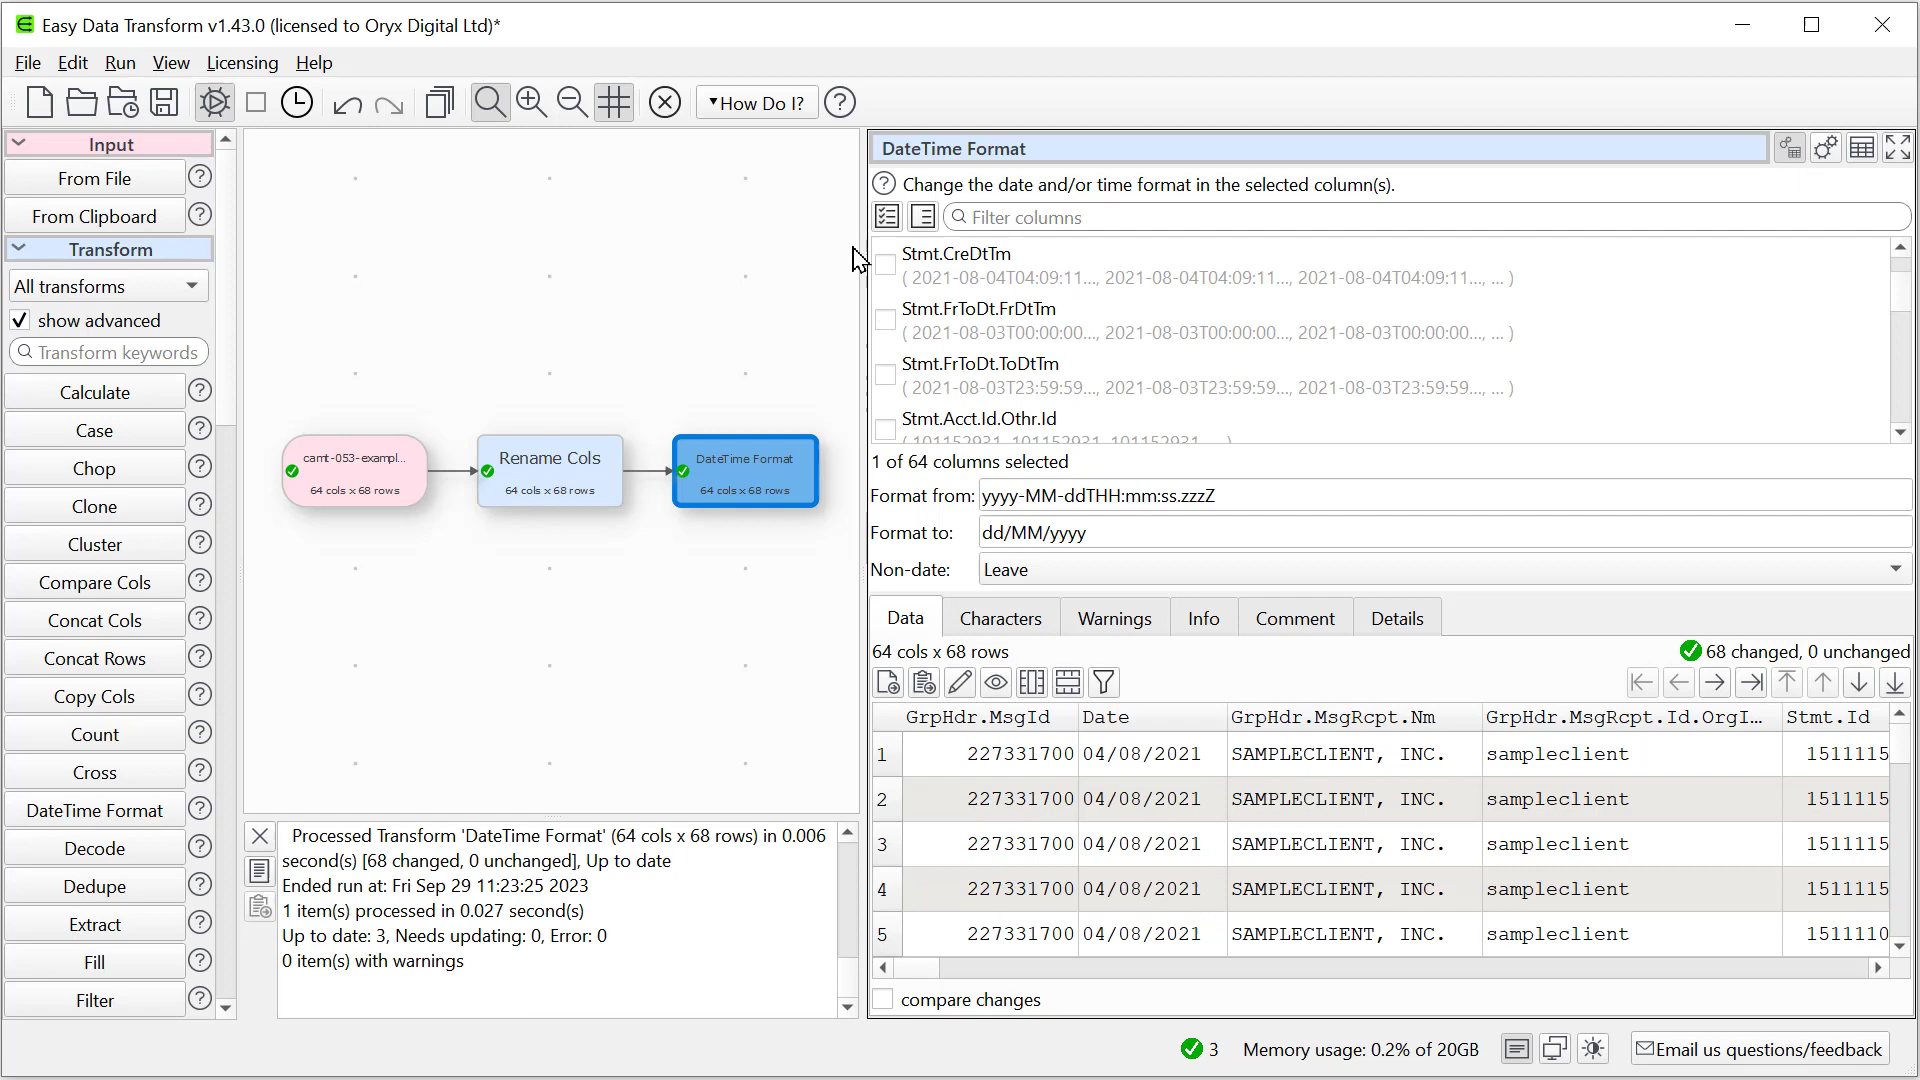 Easy Data Transform v1.43.0 (licensed to Oryx Digital Ltd)*
File Edit Run View Licensing Help
How Do I?
Input
From File
From Clipboard
Transform
All transforms
show advanced
Transform keywords
Calculate
Case
Chop
Clone
Cluster
Compare Cols
Concat Cols
Concat Rows
Copy Cols
Count
Cross
DateTime Format
Decode
Dedupe
Extract
Fill
Filter
camt-053-exampl...
64 cols x 68 rows
Rename Cols
64 cols x 68 rows
DateTime Format
64 cols x 68 rows
Processed Transform 'DateTime Format' (64 cols x 68 rows) in 0.006
second(s) [68 changed, 0 unchanged], Up to date
Ended run at: Fri Sep 29 11:23:25 2023
1 item(s) processed in 0.027 second(s)
Up to date: 3, Needs updating: 0, Error: 0
0 item(s) with warnings
DateTime Format
Change the date and/or time format in the selected column(s).
Filter columns
Stmt.CreDtTm
( 2021-08-04T04:09:11..., 2021-08-04T04:09:11..., 2021-08-04T04:09:11..., ... )
Stmt.FrToDt.FrDtTm
( 2021-08-03T00:00:00..., 2021-08-03T00:00:00..., 2021-08-03T00:00:00..., ... )
Stmt.FrToDt.ToDtTm
( 2021-08-03T23:59:59..., 2021-08-03T23:59:59..., 2021-08-03T23:59:59..., ... )
Stmt.Acct.Id.Othr.Id
( 101152931, 101152931, 101152931, ... )
1 of 64 columns selected
Format from: yyyy-MM-ddTHH:mm:ss.zzzZ
Format to: dd/MM/yyyy
Non-date: Leave
Data Characters Warnings Info Comment Details
64 cols x 68 rows 68 changed, 0 unchanged
GrpHdr.MsgId Date GrpHdr.MsgRcpt.Nm GrpHdr.MsgRcpt.Id.OrgI... Stmt.Id
1 227331700 04/08/2021 SAMPLECLIENT, INC. sampleclient 1511115
2 227331700 04/08/2021 SAMPLECLIENT, INC. sampleclient 1511115
3 227331700 04/08/2021 SAMPLECLIENT, INC. sampleclient 1511115
4 227331700 04/08/2021 SAMPLECLIENT, INC. sampleclient 1511115
5 227331700 04/08/2021 SAMPLECLIENT, INC. sampleclient 1511110
compare changes
3 Memory usage: 0.2% of 20GB Email us questions/feedback